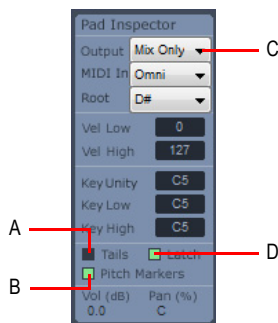 Pad Inspector
Output Mix Only C
MIDI In Omni
Root D#
Vel Low 0
Vel High 127
Key Unity C5
Key Low C5
Key High C5
A Tails Latch D
B Pitch Markers
Vol (dB) Pan (%)
0.0 C